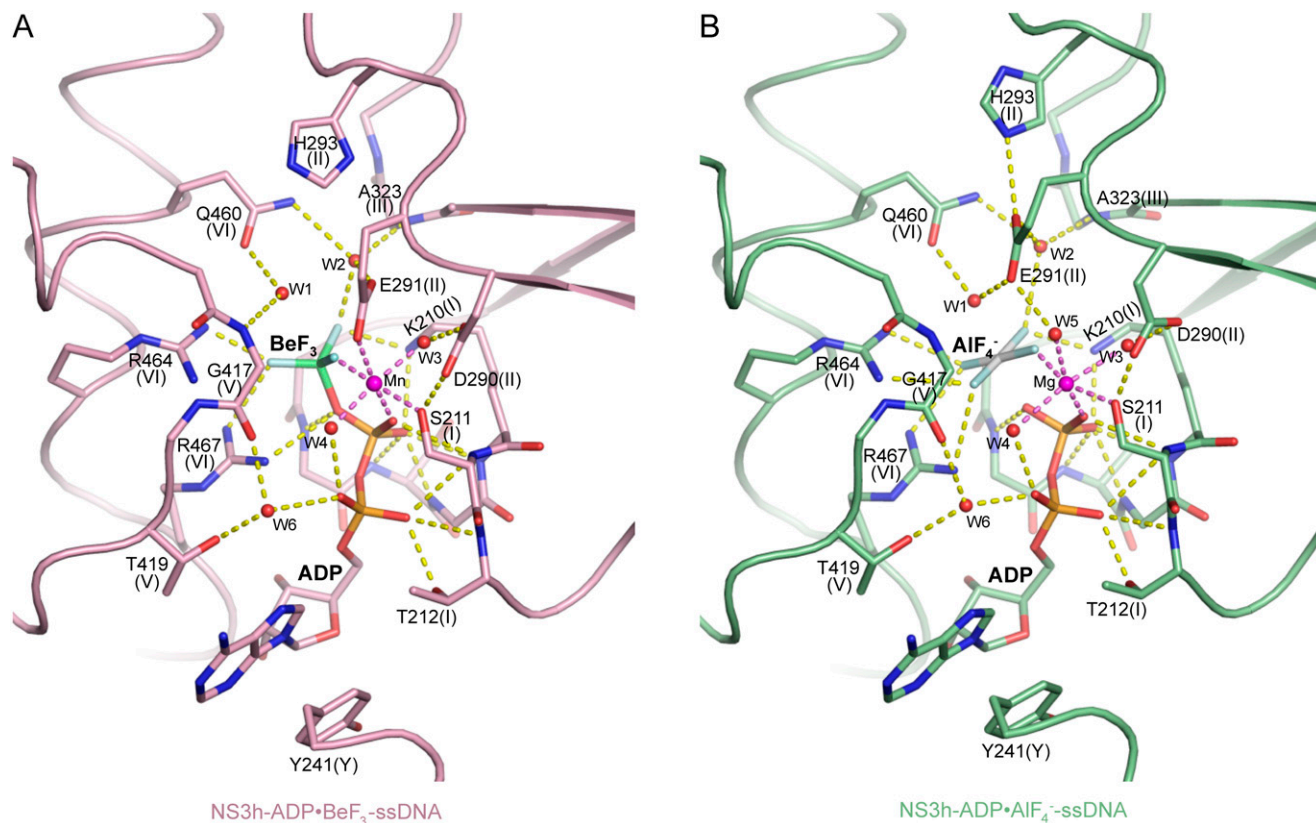 A
H293
(II)
A323
(III)
Q460
(VI)
W2
E291(II)
W1
K210(I)
BeF3
W3
R464
(VI)
G417
(V)
D290(II)
Mn
S211
(I)
W4
R467
(VI)
W6
T419
(V)
ADP
T212(I)
Y241(Y)
NS3h-ADP•BeF3-ssDNA
B
H293
(II)
Q460
(VI)
A323(III)
W2
E291(II)
W1
W5
K210(I)
AlF4-
W3
D290(II)
R464
(VI)
G417
(V)
Mg
S211
(I)
W4
R467
(VI)
W6
T419
(V)
ADP
T212(I)
Y241(Y)
NS3h-ADP•AlF4--ssDNA